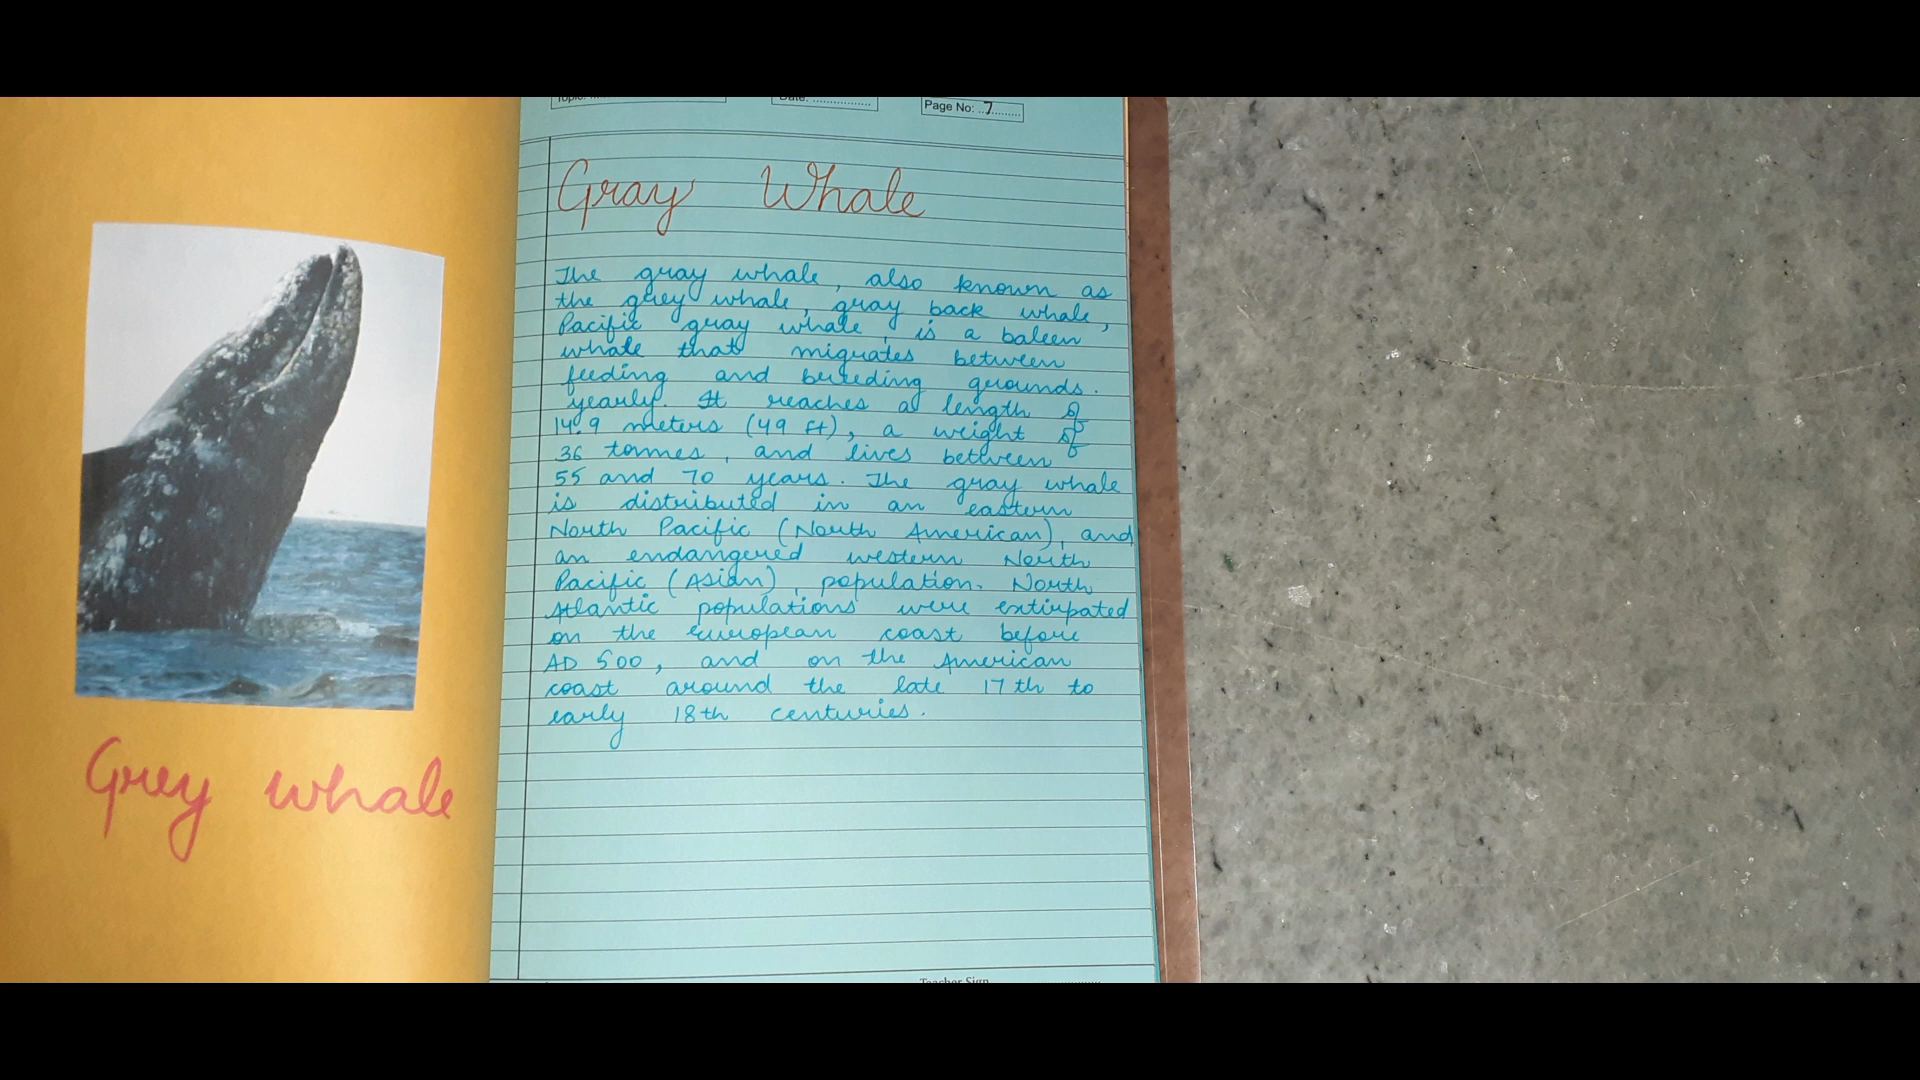 Topic:
Date:
Page No: 7
Gray Whale
The gray whale, also known as
the grey whale, gray back whale,
Pacific gray whale, is a baleen
whale that migrates between
feeding and breeding grounds.
yearly. It reaches a length of
14.9 meters (49 ft), a weight of
36 tonnes, and lives between
55 and 70 years. The gray whale
is distributed in an eastern
North Pacific (North American), and
an endangered western North
Pacific (Asian), population. North
Atlantic populations were extirpated
on the European coast before
AD 500, and on the American
coast around the late 17th to
early 18th centuries.
Grey whale
Teacher Sign